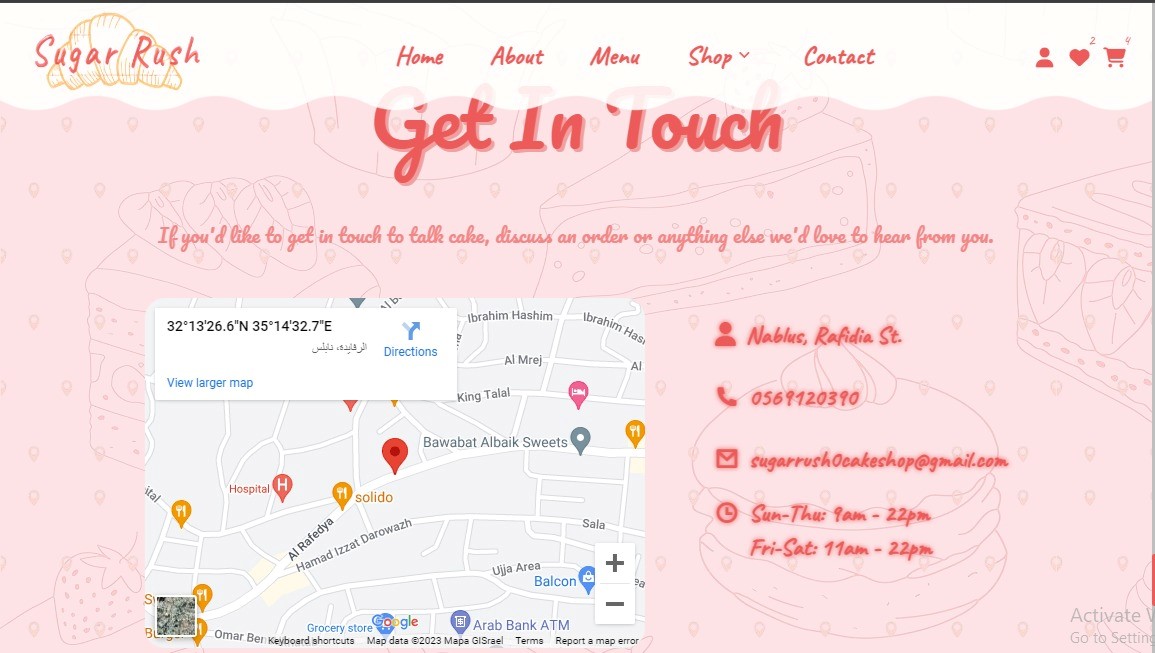 Sugar Rush
Home
About
Menu
Shop
Contact
2
4
Get In Touch
If you'd like to get in touch to talk cake, discuss an order or anything else we'd love to hear from you.
32°13'26.6"N 35°14'32.7"E
Directions
View larger map
Ibrahim Hashim
Ibrahim Has
Al Mrej
Al
King Talal
Bawabat Albaik Sweets
Hospital
solido
Al Rafedya
Hamad Izzat Darowazh
Sala
Ujja Area
Balcon
Grocery store
Google
Arab Bank ATM
Omar Ben
Keyboard shortcuts
Map data ©2023 Mapa GISrael
Terms
Report a map error
Nablus, Rafidia St.
0569120390
sugarrush0cakeshop@gmail.com
Sun-Thu: 9am - 22pm
Fri-Sat: 11am - 22pm
Activate W
Go to Setting